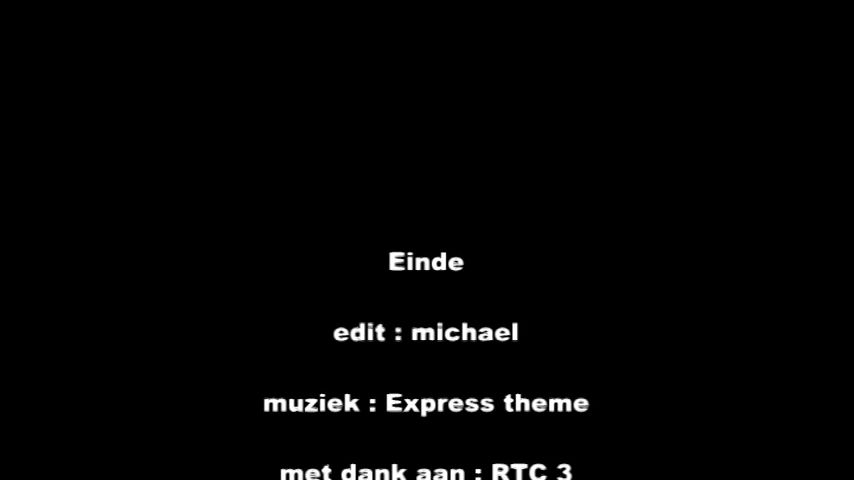 Einde
edit : michael
muziek : Express theme
met dank aan : RTC 3